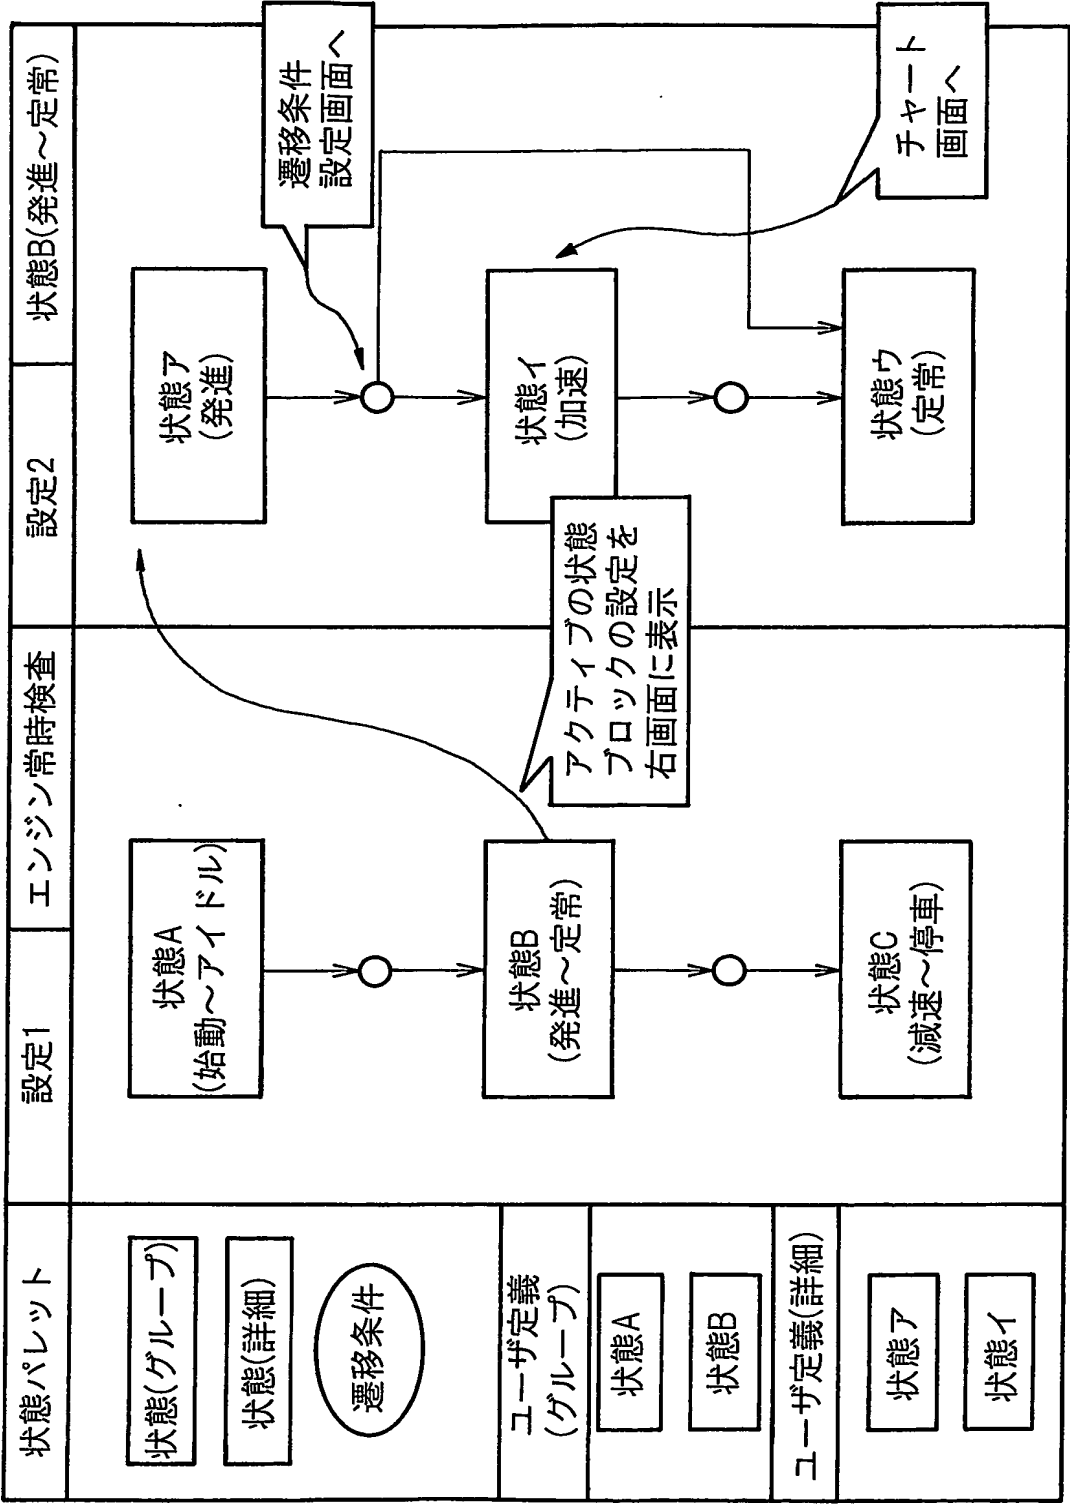 状態パレット
設定1
エンジン常時検査
設定2
状態B(発進～定常)
状態(グループ)
状態(詳細)
遷移条件
ユーザ定義
(グループ)
状態A
状態B
ユーザ定義(詳細)
状態ア
状態イ
状態A
(始動～アイドル)
状態B
(発進～定常)
状態C
(減速～停車)
アクティブの状態
ブロックの設定を
右画面に表示
状態ア
(発進)
状態イ
(加速)
状態ウ
(定常)
遷移条件
設定画面へ
チャート
画面へ